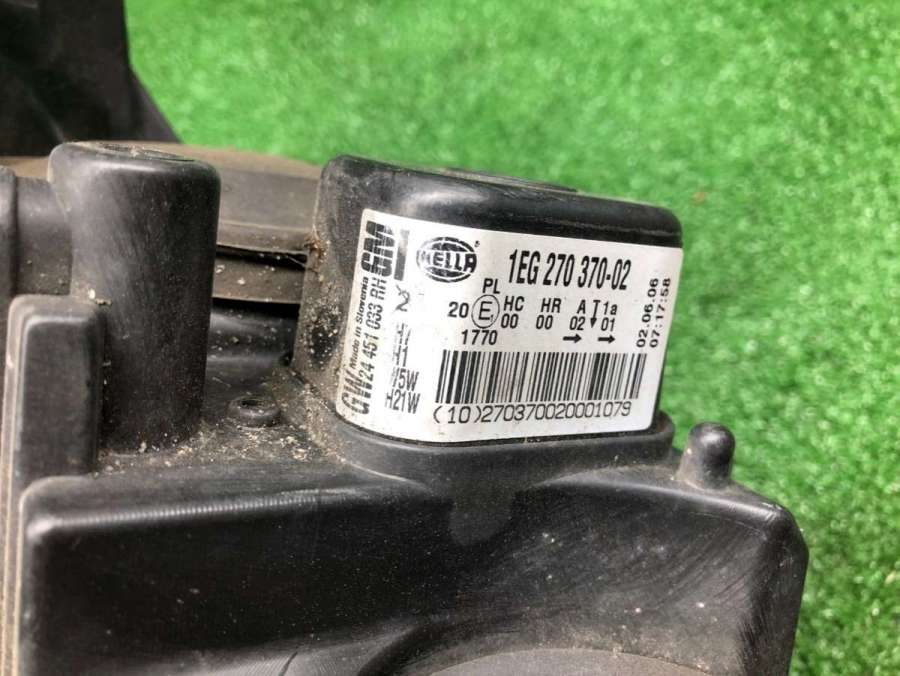 GM
HELLA ®
1EG 270 370-02
PL
20 E HC HR A 1a
00 00 02 01
1770
02.06.06
07:17:58
(10)270370020001079
GW
Made in Slovenia
24 451 033 RH
H21W